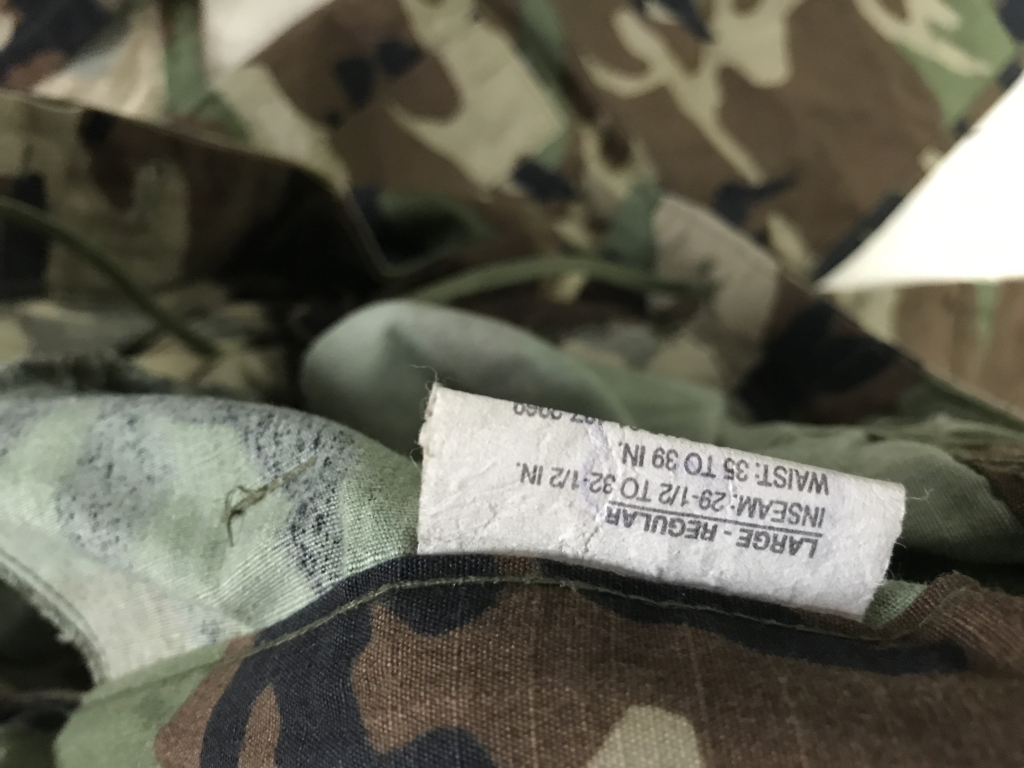 LARGE - REGULAR
INSEAM: 29-1/2 TO 32-1/2 IN.
WAIST: 35 TO 39 IN.